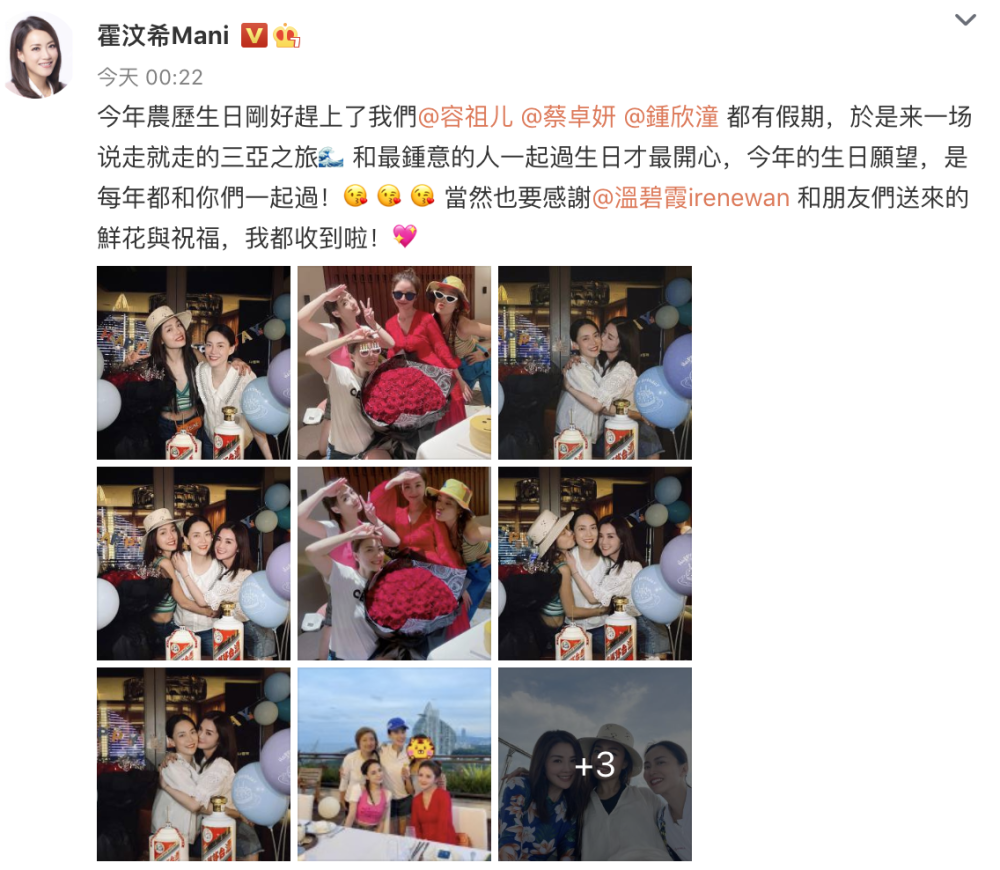 霍汶希Mani
今天 00:22
今年農歷生日剛好趕上了我們@容祖儿 @蔡卓妍 @鍾欣潼 都有假期，於是来一场
说走就走的三亞之旅🌊 和最鍾意的人一起過生日才最開心，今年的生日願望，是
每年都和你們一起過！😘 😘 😘 當然也要感謝@溫碧霞irenewan 和朋友們送來的
鮮花與祝福，我都收到啦！💖
+3